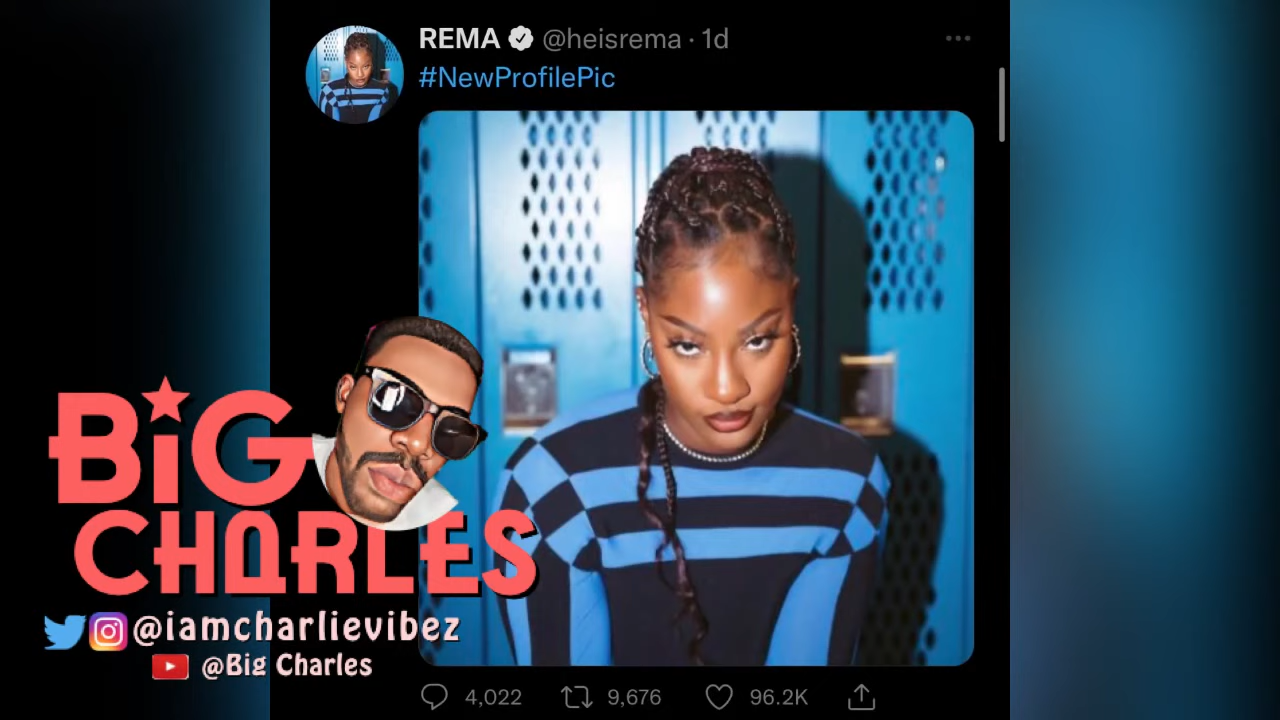 REMA @heisrema · 1d
#NewProfilePic
BiG
CHARLES
@iamcharlievibez
@Big Charles
4,022 9,676 96.2K